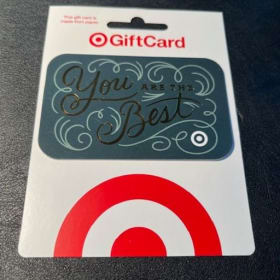 This gift card is
made from paper.
GiftCard
You
ARE THE
Best